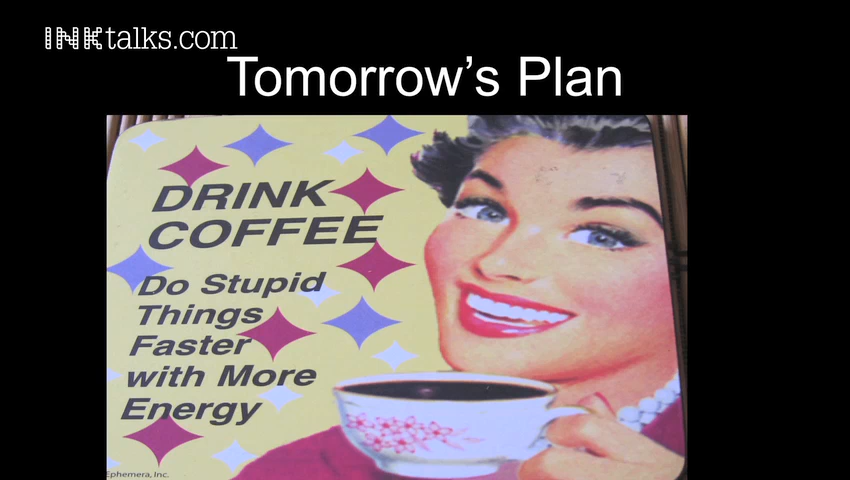 INKtalks.com
Tomorrow's Plan
DRINK
COFFEE
Do Stupid
Things
Faster
with More
Energy
Ephemera, Inc.